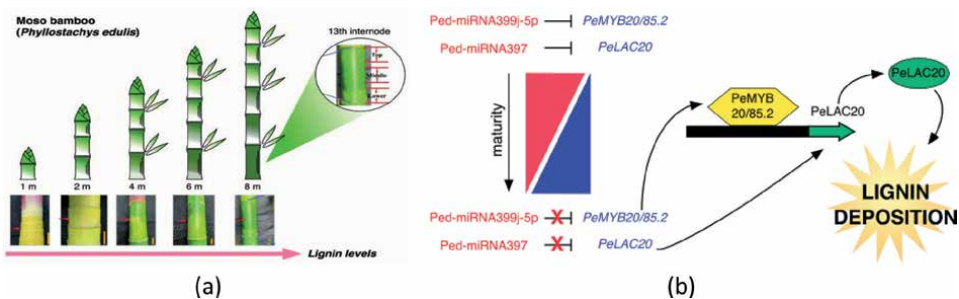 Moso bamboo
(Phyllostachys edulis)
13th internode
Top
Middle
Lower
1 m
2 m
4 m
6 m
8 m
Lignin levels
(a)
Ped-miRNA399j-5p
PeMYB20/85.2
Ped-miRNA397
PeLAC20
maturity
Ped-miRNA399j-5p
X
PeMYB20/85.2
Ped-miRNA397
X
PeLAC20
PeMYB
20/85.2
PeLAC20
PeLAC20
LIGNIN
DEPOSITION
(b)